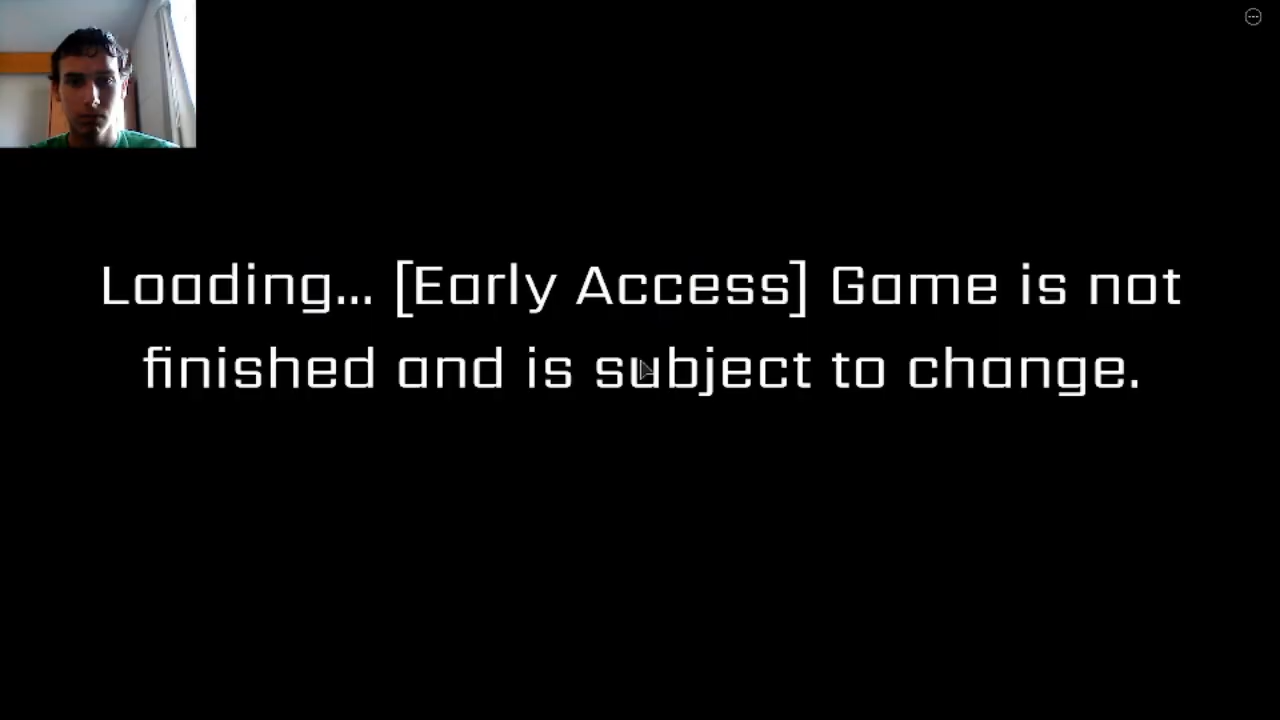 Loading... [Early Access] Game is not
finished and is subject to change.